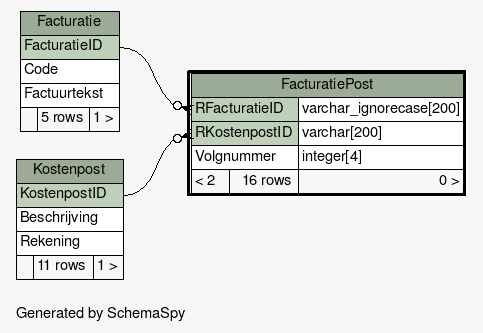 Facturatie
FacturatieID
Code
Factuurtekst
5 rows 1 >
FacturatiePost
RFacturatieID varchar_ignorecase[200]
RKostenpostID varchar[200]
Volgnummer integer[4]
< 2 16 rows 0 >
Kostenpost
KostenpostID
Beschrijving
Rekening
11 rows 1 >
Generated by SchemaSpy